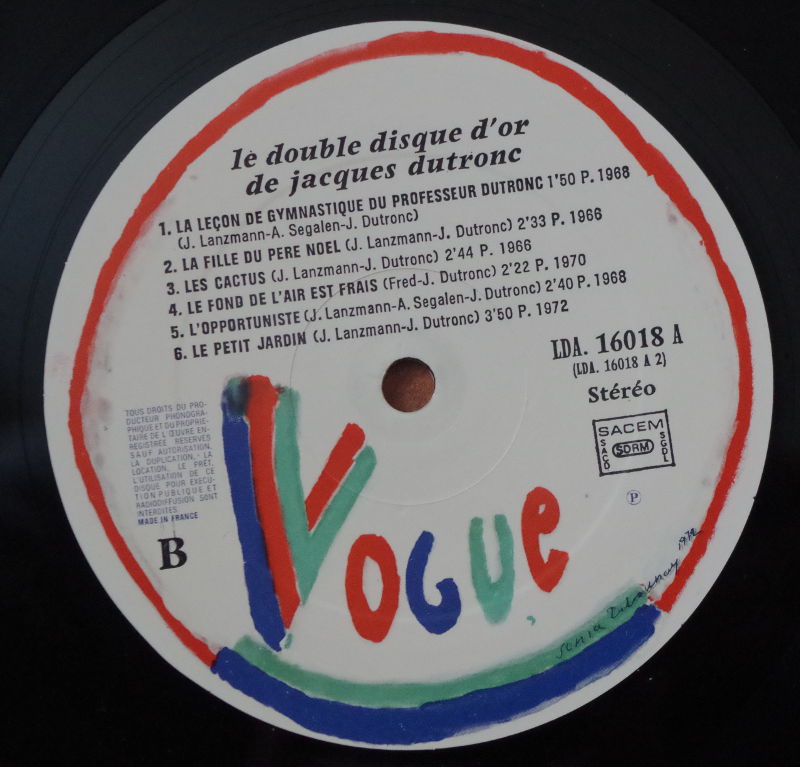 le double disque d'or
de jacques dutronc
1. LA LEÇON DE GYMNASTIQUE DU PROFESSEUR DUTRONC 1'50 P. 1968
(J. Lanzmann-A. Segalen-J. Dutronc)
2. LA FILLE DU PERE NOEL (J. Lanzmann-J. Dutronc) 2'33 P. 1966
3. LES CACTUS (J. Lanzmann-J. Dutronc) 2'44 P. 1966
4. LE FOND DE L'AIR EST FRAIS (Fred-J. Dutronc) 2'22 P. 1970
5. L'OPPORTUNISTE (J. Lanzmann-A. Segalen-J. Dutronc) 2'40 P. 1968
6. LE PETIT JARDIN (J. Lanzmann-J. Dutronc) 3'50 P. 1972
LDA. 16018 A
(LDA. 16018 A 2)
Stéréo
SACEM
SACD
SDRM
SGDL
P
TOUS DROITS DU PRO-
DUCTEUR PHONOGRA-
PHIQUE ET DU PROPRIE-
TAIRE DE L'ŒUVRE EN-
REGISTREE RESERVES
SAUF AUTORISATION,
LA DUPLICATION, LA
LOCATION, LE PRÊT,
L'UTILISATION DE CE
DISQUE POUR EXECU-
TION PUBLIQUE ET
RADIODIFFUSION SONT
INTERDITES.
MADE IN FRANCE
B
VOGUE
Sonia Delaunay 1972